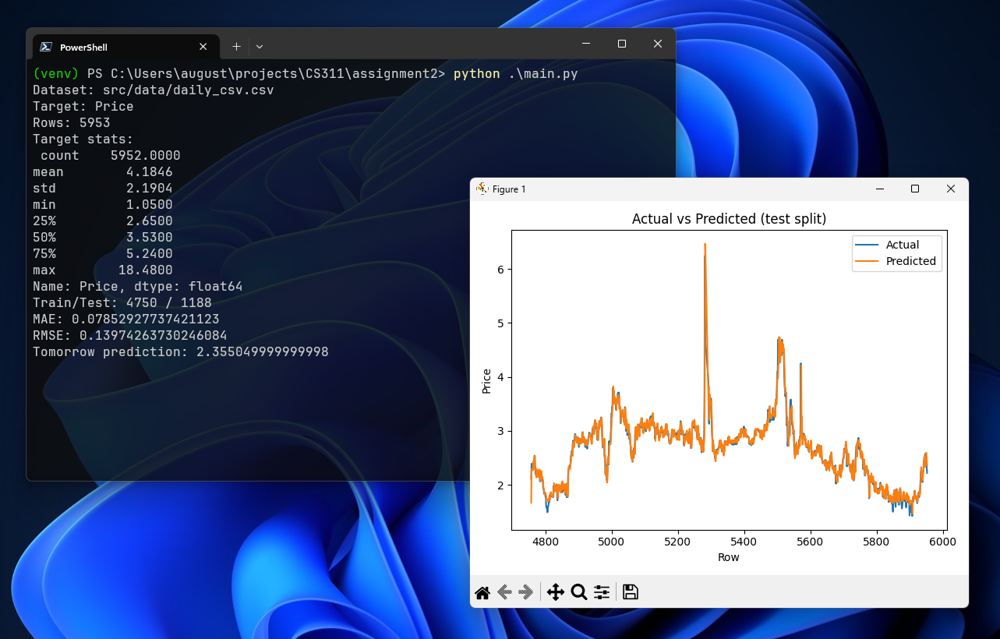 PowerShell
(venv) PS C:\Users\august\projects\CS311\assignment2> python .\main.py
Dataset: src/data/daily_csv.csv
Target: Price
Rows: 5953
Target stats:
count 5952.0000
mean 4.1846
std 2.1904
min 1.0500
25% 2.6500
50% 3.5300
75% 5.2400
max 18.4800
Name: Price, dtype: float64
Train/Test: 4750 / 1188
MAE: 0.07852927737421123
RMSE: 0.13974263730246084
Tomorrow prediction: 2.355049999999998
Figure 1
Actual vs Predicted (test split)
Actual
Predicted
6
5
4
3
2
Price
4800 5000 5200 5400 5600 5800 6000
Row